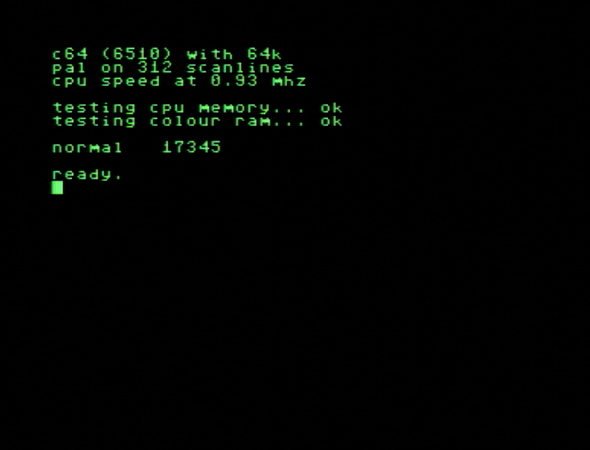 c64 (6510) with 64k
pal on 312 scanlines
cpu speed at 0.93 mhz
testing cpu memory... ok
testing colour ram... ok
normal 17345
ready.